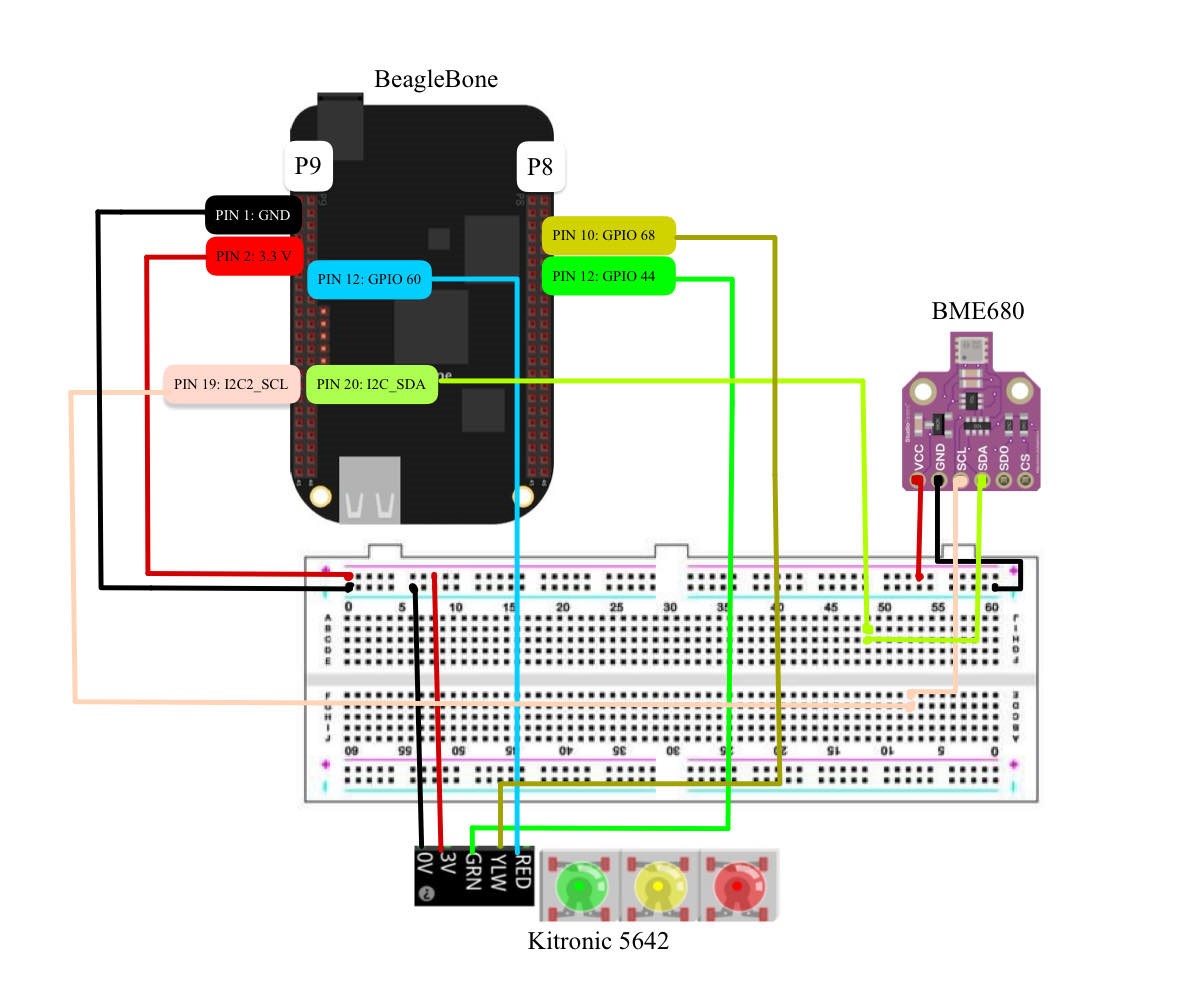 BeagleBone
P9
P8
PIN 1: GND
PIN 2: 3.3 V
PIN 12: GPIO 60
PIN 10: GPIO 68
PIN 12: GPIO 44
PIN 19: I2C2_SCL
PIN 20: I2C_SDA
BME680
VCC
GND
SCL
SDA
SDO
CS
0 5 10 15 20 25 30 35 40 45 50 55 60
A
B
C
D
E
J
I
H
G
F
F
G
H
I
J
E
D
C
B
A
60 55 50 45 40 35 30 25 20 15 10 5 0
0V
3V
GRN
YLW
RED
Kitronic 5642